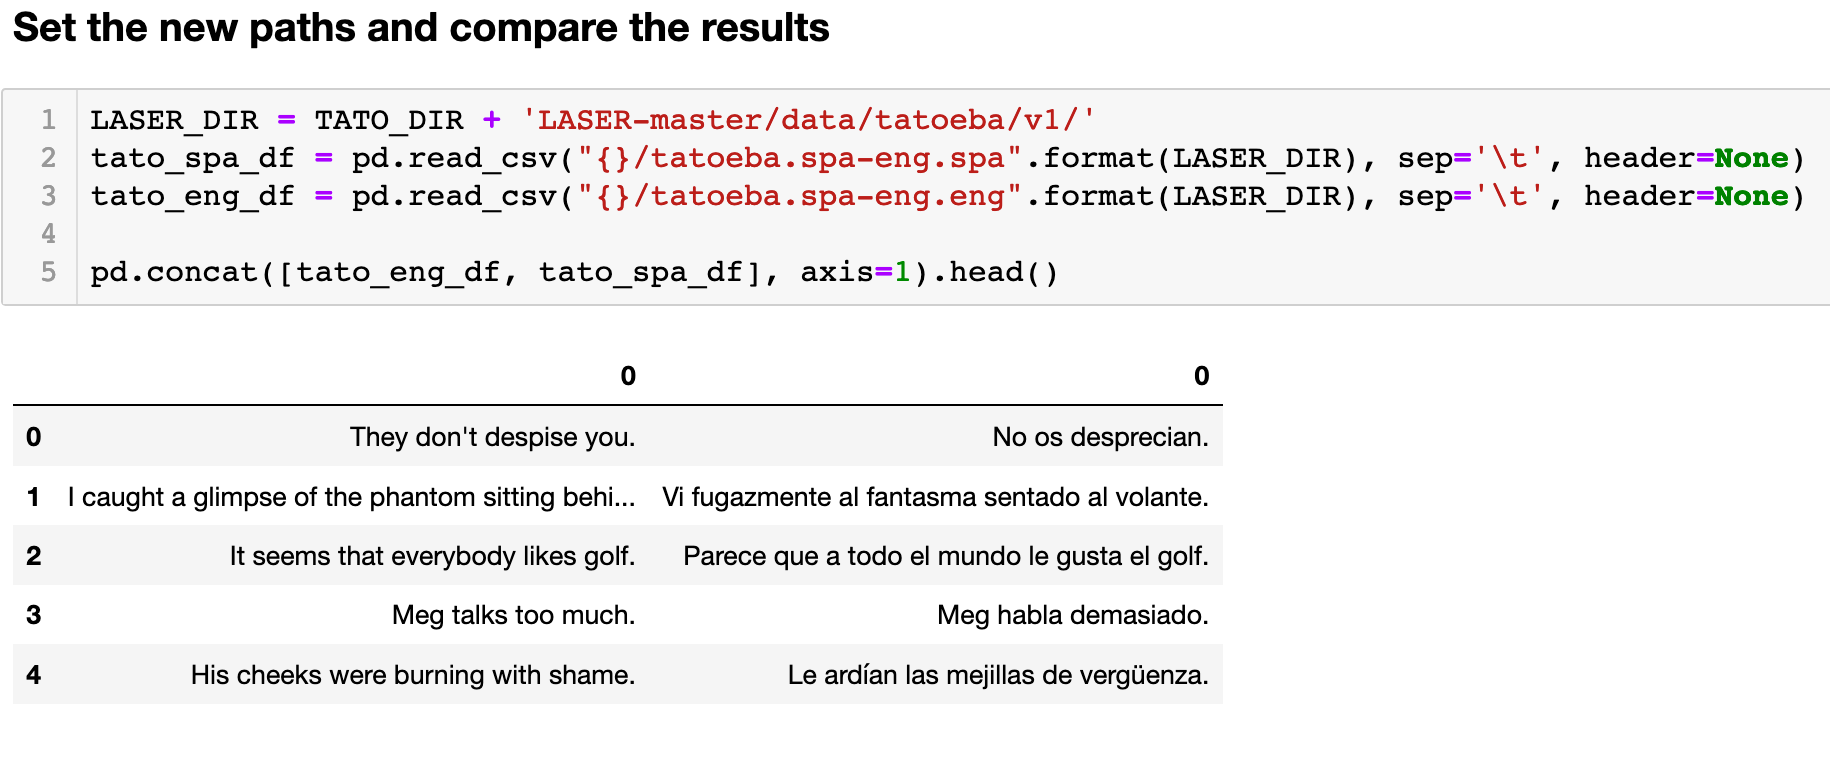 Set the new paths and compare the results
1 LASER_DIR = TATO_DIR + 'LASER-master/data/tatoeba/v1/'
2 tato_spa_df = pd.read_csv("{}/tatoeba.spa-eng.spa".format(LASER_DIR), sep='\t', header=None)
3 tato_eng_df = pd.read_csv("{}/tatoeba.spa-eng.eng".format(LASER_DIR), sep='\t', header=None)
4
5 pd.concat([tato_eng_df, tato_spa_df], axis=1).head()
0 0
0 They don't despise you. No os desprecian.
1 I caught a glimpse of the phantom sitting behi... Vi fugazmente al fantasma sentado al volante.
2 It seems that everybody likes golf. Parece que a todo el mundo le gusta el golf.
3 Meg talks too much. Meg habla demasiado.
4 His cheeks were burning with shame. Le ardían las mejillas de vergüenza.